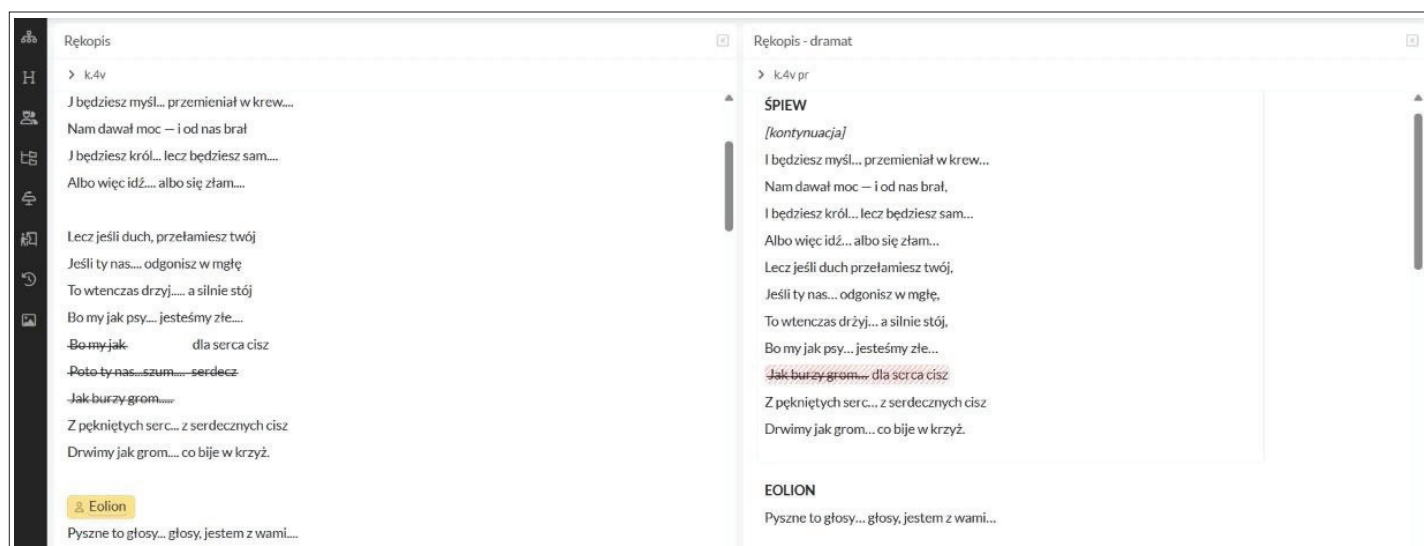 Rękopis
k.4v
J będziesz myśl... przemieniał w krew....
Nam dawał moc — i od nas brał
J będziesz król... lecz będziesz sam....
Albo więc idź.... albo się złam....
Lecz jeśli duch, przełamiesz twój
Jeśli ty nas.... odgonisz w mgłę
To wtenczas drzyj..... a silnie stój
Bo my jak psy.... jesteśmy złe....
Bo my jak dla serca cisz
Poto ty nas...szum.... serdecz
Jak burzy grom.....
Z pękniętych serc... z serdecznych cisz
Drwimy jak grom.... co bije w krzyż.
Eolion
Pyszne to głosy... głosy, jestem z wami....
Rękopis - dramat
k.4v pr
ŚPIEW
[kontynuacja]
I będziesz myśl... przemieniał w krew...
Nam dawał moc — i od nas brał,
I będziesz król... lecz będziesz sam...
Albo więc idź... albo się złam...
Lecz jeśli duch przełamiesz twój,
Jeśli ty nas... odgonisz w mgłę,
To wtenczas drżyj... a silnie stój,
Bo my jak psy... jesteśmy złe...
Jak burzy grom... dla serca cisz
Z pękniętych serc... z serdecznych cisz
Drwimy jak grom... co bije w krzyż.
EOLION
Pyszne to głosy... głosy, jestem z wami...